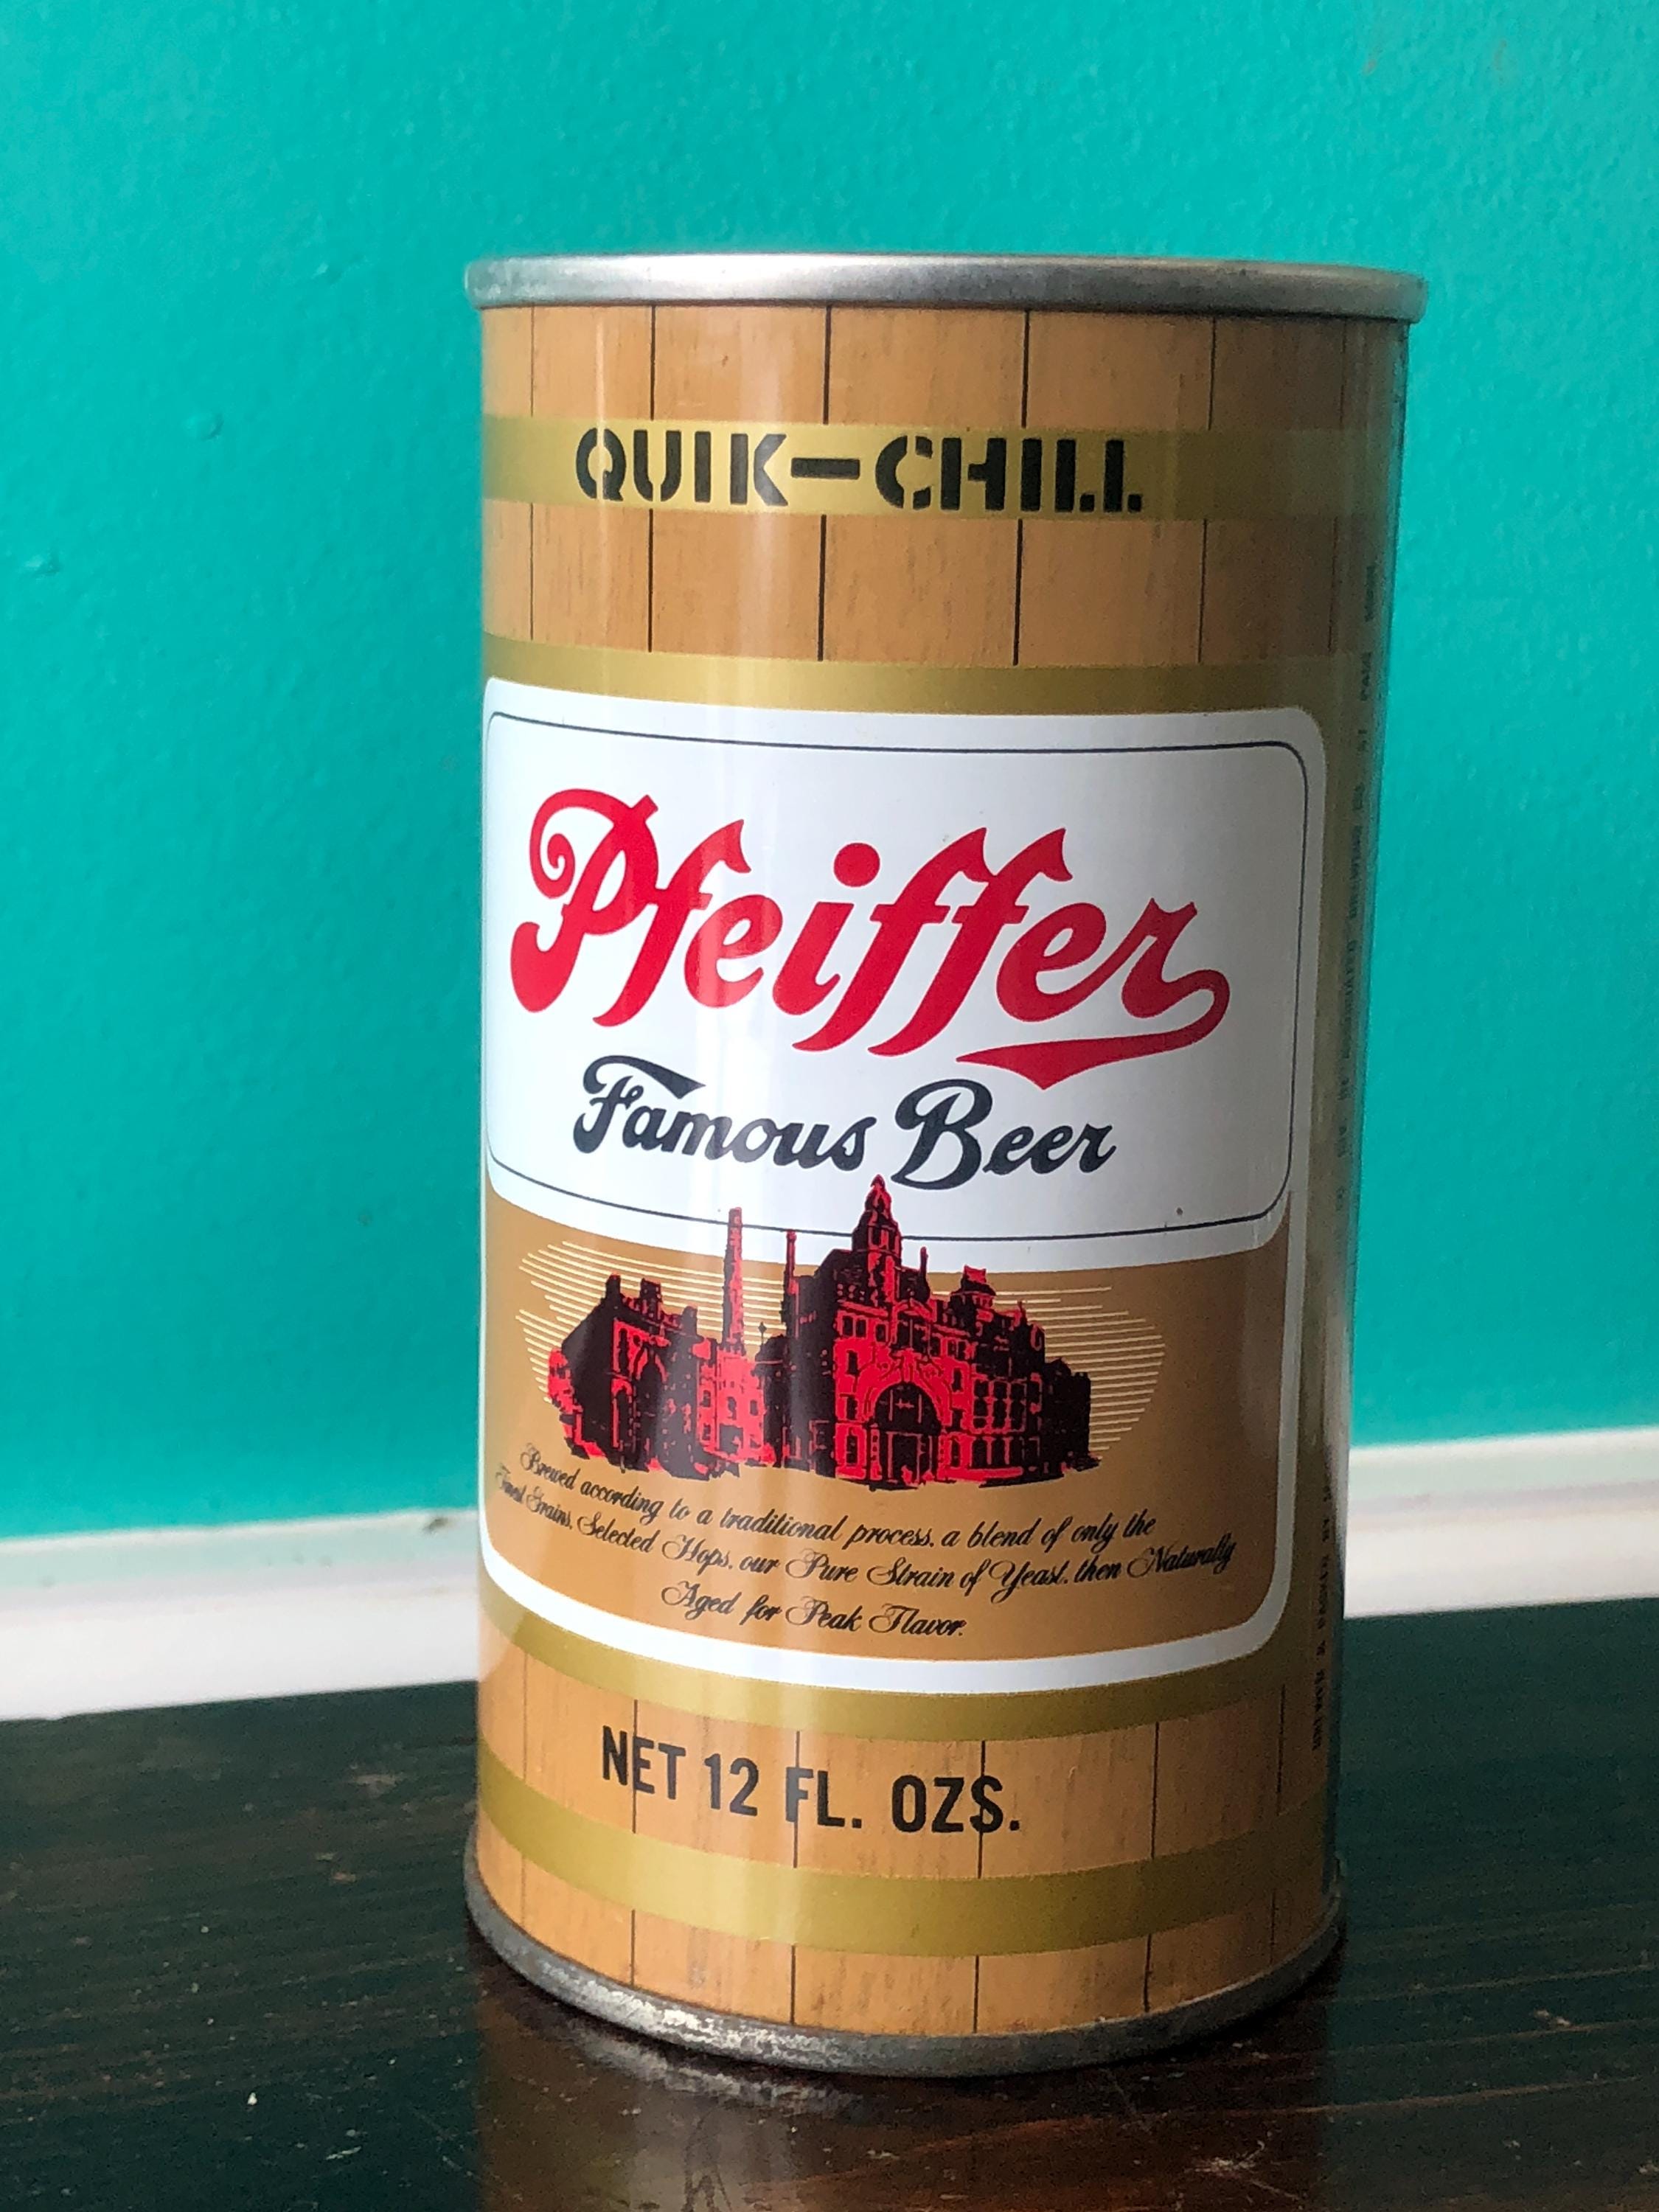 QUIK-CHILL
Pfeiffer
Famous Beer
Brewed according to a traditional process, a blend of only the
Finest Grains, Selected Hops, our Pure Strain of Yeast, then Naturally
Aged for Peak Flavor.
NET 12 FL. OZS.